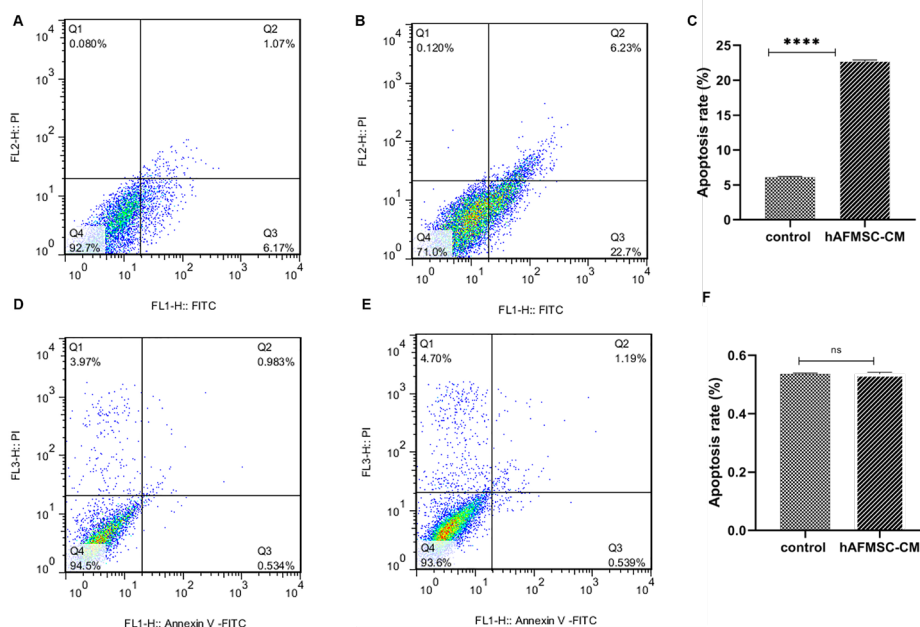 A
Q1
0.080%
Q2
1.07%
Q4
92.7%
Q3
6.17%
10^4
10^3
10^2
10^1
10^0
FL2-H:: PI
10^0 10^1 10^2 10^3 10^4
FL1-H:: FITC
B
Q1
0.120%
Q2
6.23%
Q4
71.0%
Q3
22.7%
10^4
10^3
10^2
10^1
10^0
FL2-H:: PI
10^0 10^1 10^2 10^3 10^4
FL1-H:: FITC
C
****
25
20
15
10
5
0
Apoptosis rate (%)
control hAFMSC-CM
D
Q1
3.97%
Q2
0.983%
Q4
94.5%
Q3
0.534%
10^4
10^3
10^2
10^1
10^0
FL3-H:: PI
10^0 10^1 10^2 10^3 10^4
FL1-H:: Annexin V -FITC
E
Q1
4.70%
Q2
1.19%
Q4
93.6%
Q3
0.539%
10^4
10^3
10^2
10^1
10^0
FL3-H:: PI
10^0 10^1 10^2 10^3 10^4
FL1-H:: Annexin V -FITC
F
ns
0.6
0.4
0.2
0.0
Apoptosis rate (%)
control hAFMSC-CM